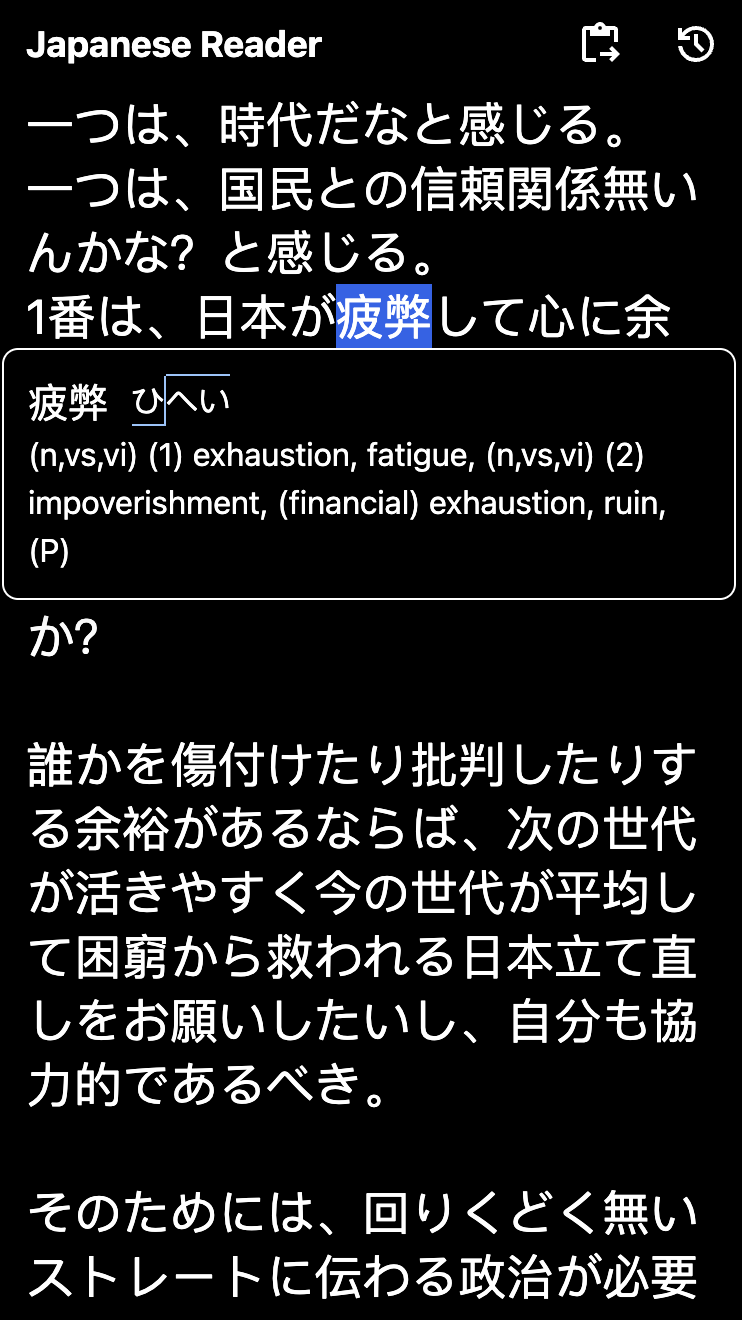 Japanese Reader
一つは、時代だなと感じる。
一つは、国民との信頼関係無い
んかな？と感じる。
1番は、日本が疲弊して心に余
疲弊 ひへい
(n,vs,vi) (1) exhaustion, fatigue, (n,vs,vi) (2)
impoverishment, (financial) exhaustion, ruin,
(P)
か?
誰かを傷付けたり批判したりす
る余裕があるならば、次の世代
が活きやすく今の世代が平均し
て困窮から救われる日本立て直
しをお願いしたいし、自分も協
力的であるべき。
そのためには、回りくどく無い
ストレートに伝わる政治が必要